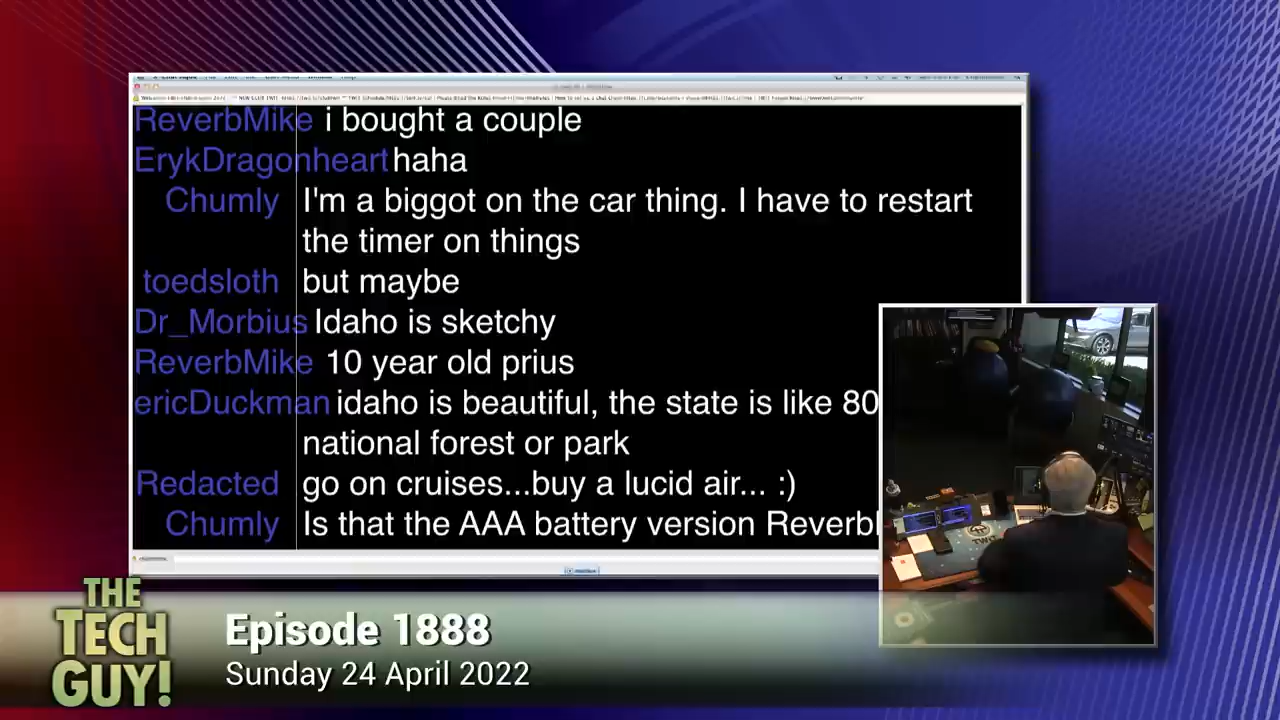 ReverbMike i bought a couple
ErykDragonheart haha
Chumly I'm a biggot on the car thing. I have to restart
the timer on things
toedsloth but maybe
Dr_Morbius Idaho is sketchy
ReverbMike 10 year old prius
ericDuckman idaho is beautiful, the state is like 80
national forest or park
Redacted go on cruises...buy a lucid air... :)
Chumly Is that the AAA battery version Reverb
THE
TECH
GUY!
Episode 1888
Sunday 24 April 2022